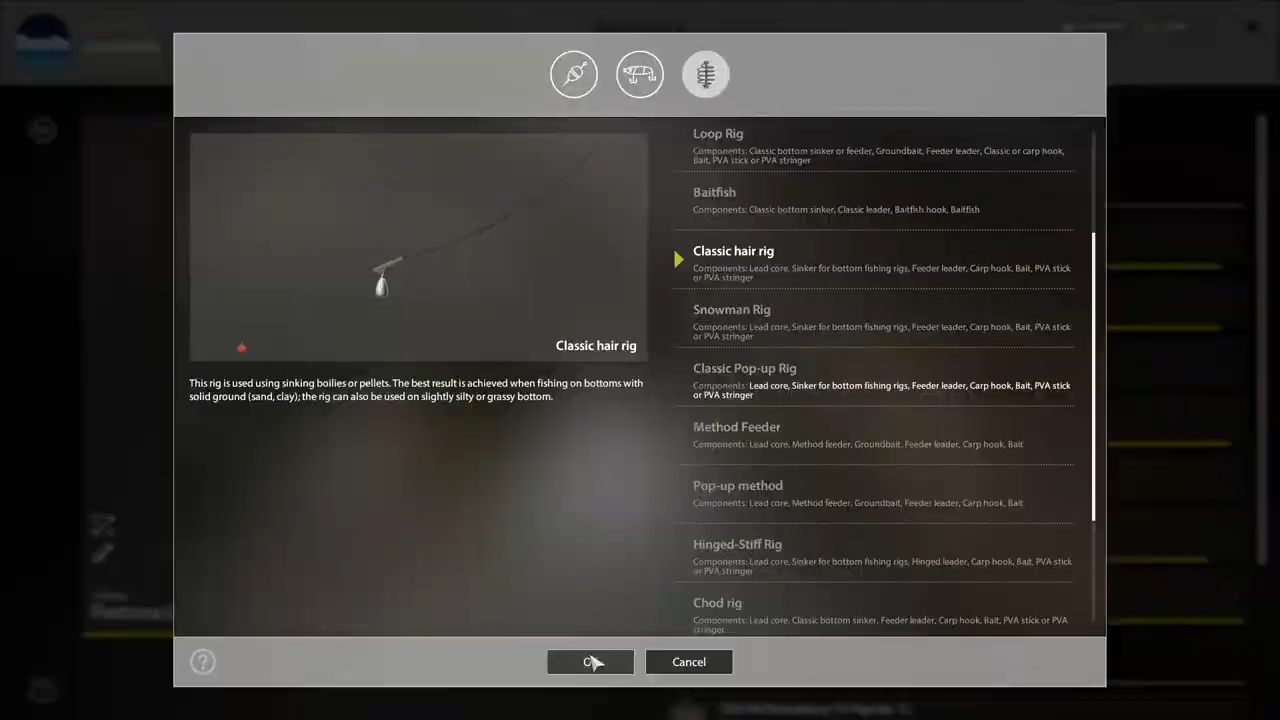 Loop Rig
Components: Classic bottom sinker or feeder, Groundbait, Feeder leader, Classic or carp hook,
Bait, PVA stick or PVA stringer
Baitfish
Components: Classic bottom sinker, Classic leader, Baitfish hook, Baitfish
Classic hair rig
Components: Lead core, Sinker for bottom fishing rigs, Feeder leader, Carp hook, Bait, PVA stick
or PVA stringer
Snowman Rig
Components: Lead core, Sinker for bottom fishing rigs, Feeder leader, Carp hook, Bait, PVA stick
or PVA stringer
Classic hair rig
This rig is used using sinking boilies or pellets. The best result is achieved when fishing on bottoms with
solid ground (sand, clay); the rig can also be used on slightly silty or grassy bottom.
Classic Pop-up Rig
Components: Lead core, Sinker for bottom fishing rigs, Feeder leader, Carp hook, Bait, PVA stick
or PVA stringer
Method Feeder
Components: Lead core, Method feeder, Groundbait, Feeder leader, Carp hook, Bait
Pop-up method
Components: Lead core, Method feeder, Groundbait, Feeder leader, Carp hook, Bait
Hinged-Stiff Rig
Components: Lead core, Sinker for bottom fishing rigs, Hinged leader, Carp hook, Bait, PVA stick
or PVA stringer
Chod rig
Components: Lead core, Classic bottom sinker, Feeder leader, Carp hook, Bait, PVA stick or PVA
stringer
?
Cancel